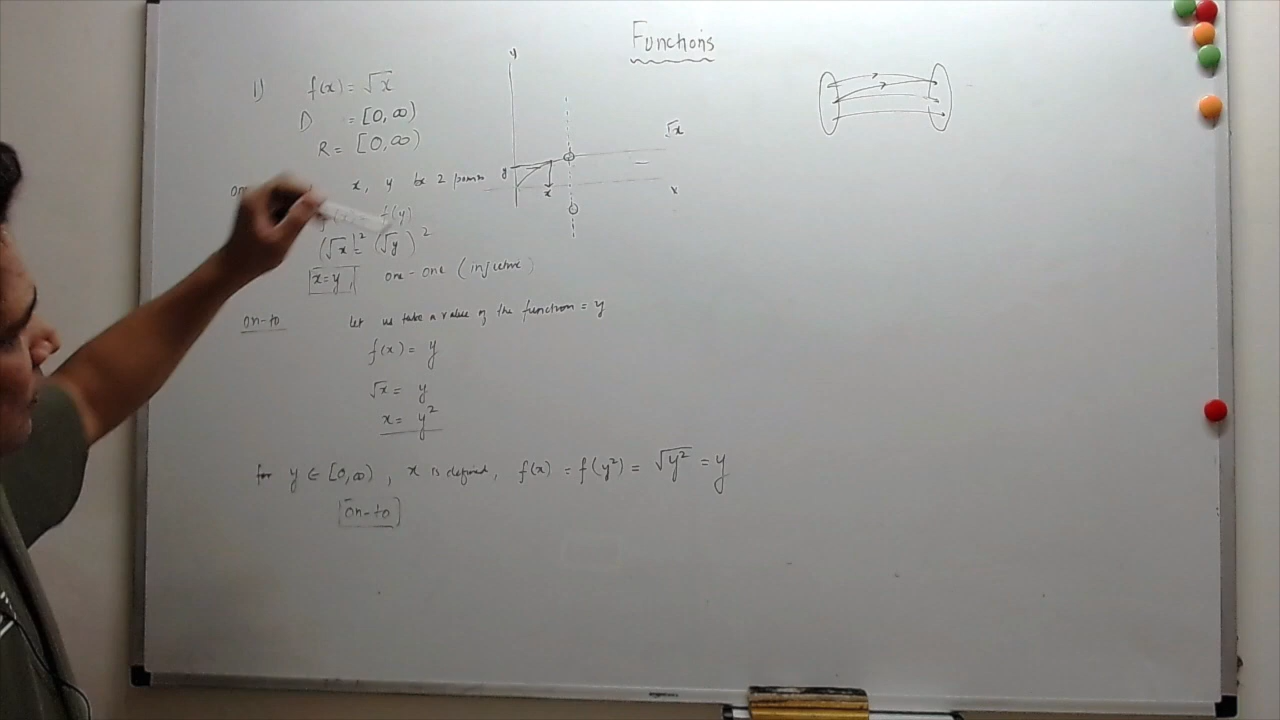 Functions
1) f(x) = √x
D = [0, ∞)
R = [0, ∞)
x, y be 2 points
f(y)
(√x)² = (√y)²
x = y, one-one (injective)
on-to Let us take a value of the function = y
f(x) = y
√x = y
x = y²
for y ∈ [0, ∞), x is defined, f(x) = f(y²) = √y² = y
on-to
y
√x
y
x
x